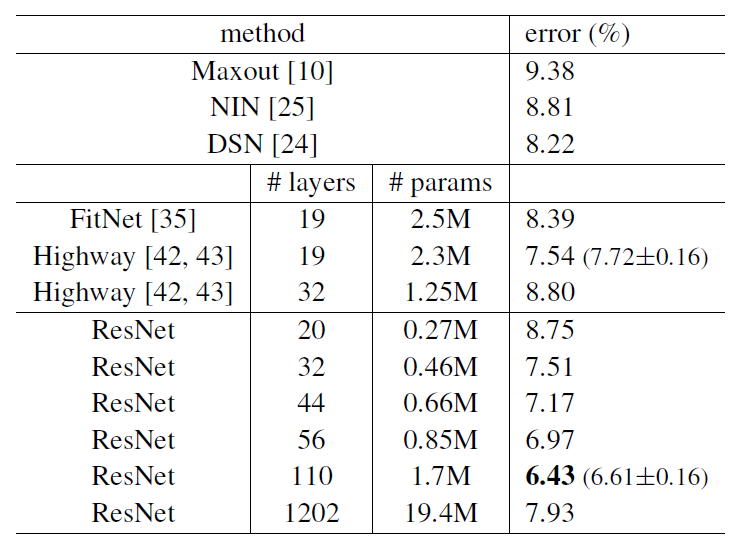 method error (%)
Maxout [10] 9.38
NIN [25] 8.81
DSN [24] 8.22
# layers # params
FitNet [35] 19 2.5M 8.39
Highway [42, 43] 19 2.3M 7.54 (7.72±0.16)
Highway [42, 43] 32 1.25M 8.80
ResNet 20 0.27M 8.75
ResNet 32 0.46M 7.51
ResNet 44 0.66M 7.17
ResNet 56 0.85M 6.97
ResNet 110 1.7M 6.43 (6.61±0.16)
ResNet 1202 19.4M 7.93